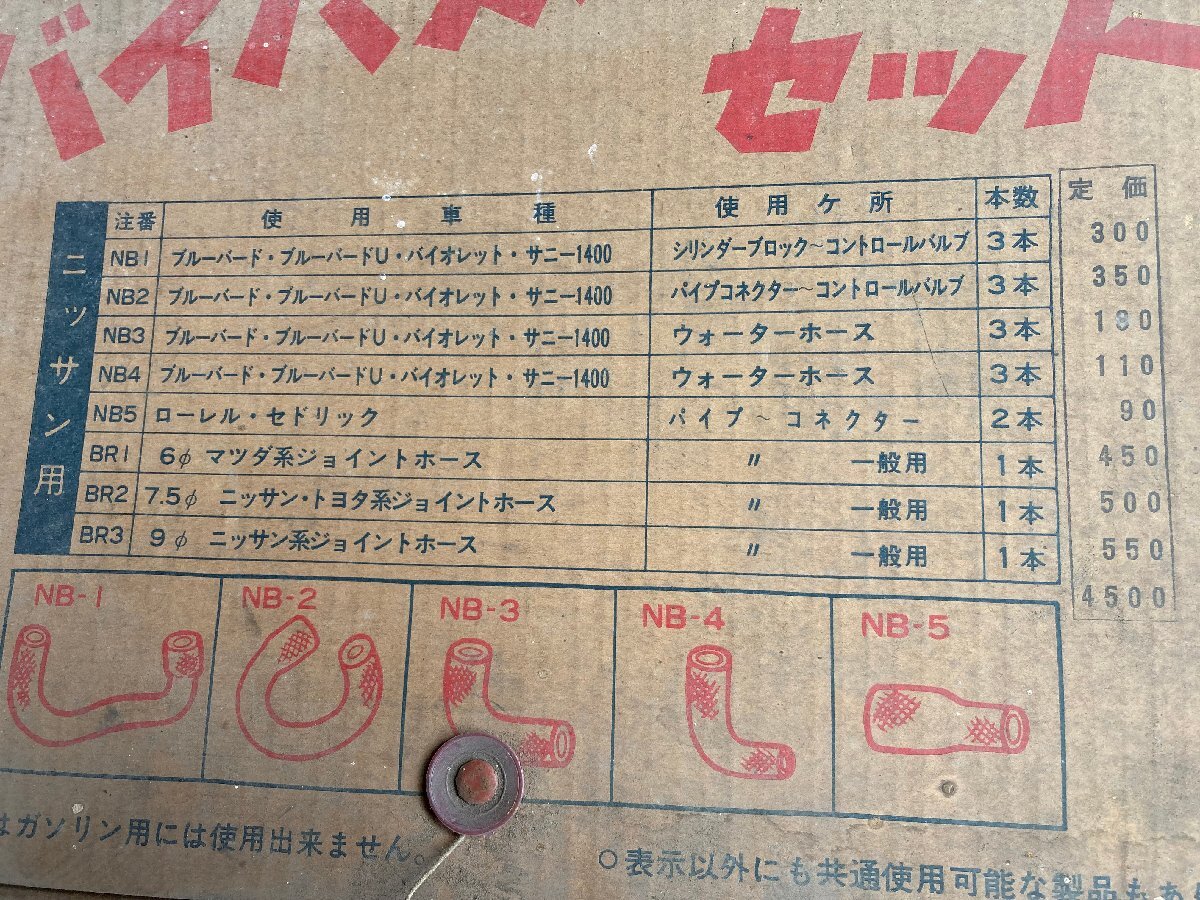 バイパス セット
注番 使用車種 使用ケ所 本数 定価
ニッサン用
NB1 ブルーバード・ブルーバードU・バイオレット・サニー1400 シリンダーブロック〜コントロールバルブ 3本 300
NB2 ブルーバード・ブルーバードU・バイオレット・サニー1400 パイプコネクター〜コントロールバルブ 3本 350
NB3 ブルーバード・ブルーバードU・バイオレット・サニー1400 ウォーターホース 3本
NB4 ブルーバード・ブルーバードU・バイオレット・サニー1400 ウォーターホース 3本 110
NB5 ローレル・セドリック パイプ〜コネクター 2本 90
BR1 6φ マツダ系ジョイントホース 〃 一般用 1本 450
BR2 7.5φ ニッサン・トヨタ系ジョイントホース 〃 一般用 1本 500
BR3 9φ ニッサン系ジョイントホース 〃 一般用 1本 550
4500
NB-1 NB-2 NB-3 NB-4 NB-5
はガソリン用には使用出来ません。
○表示以外にも共通使用可能な製品もあ